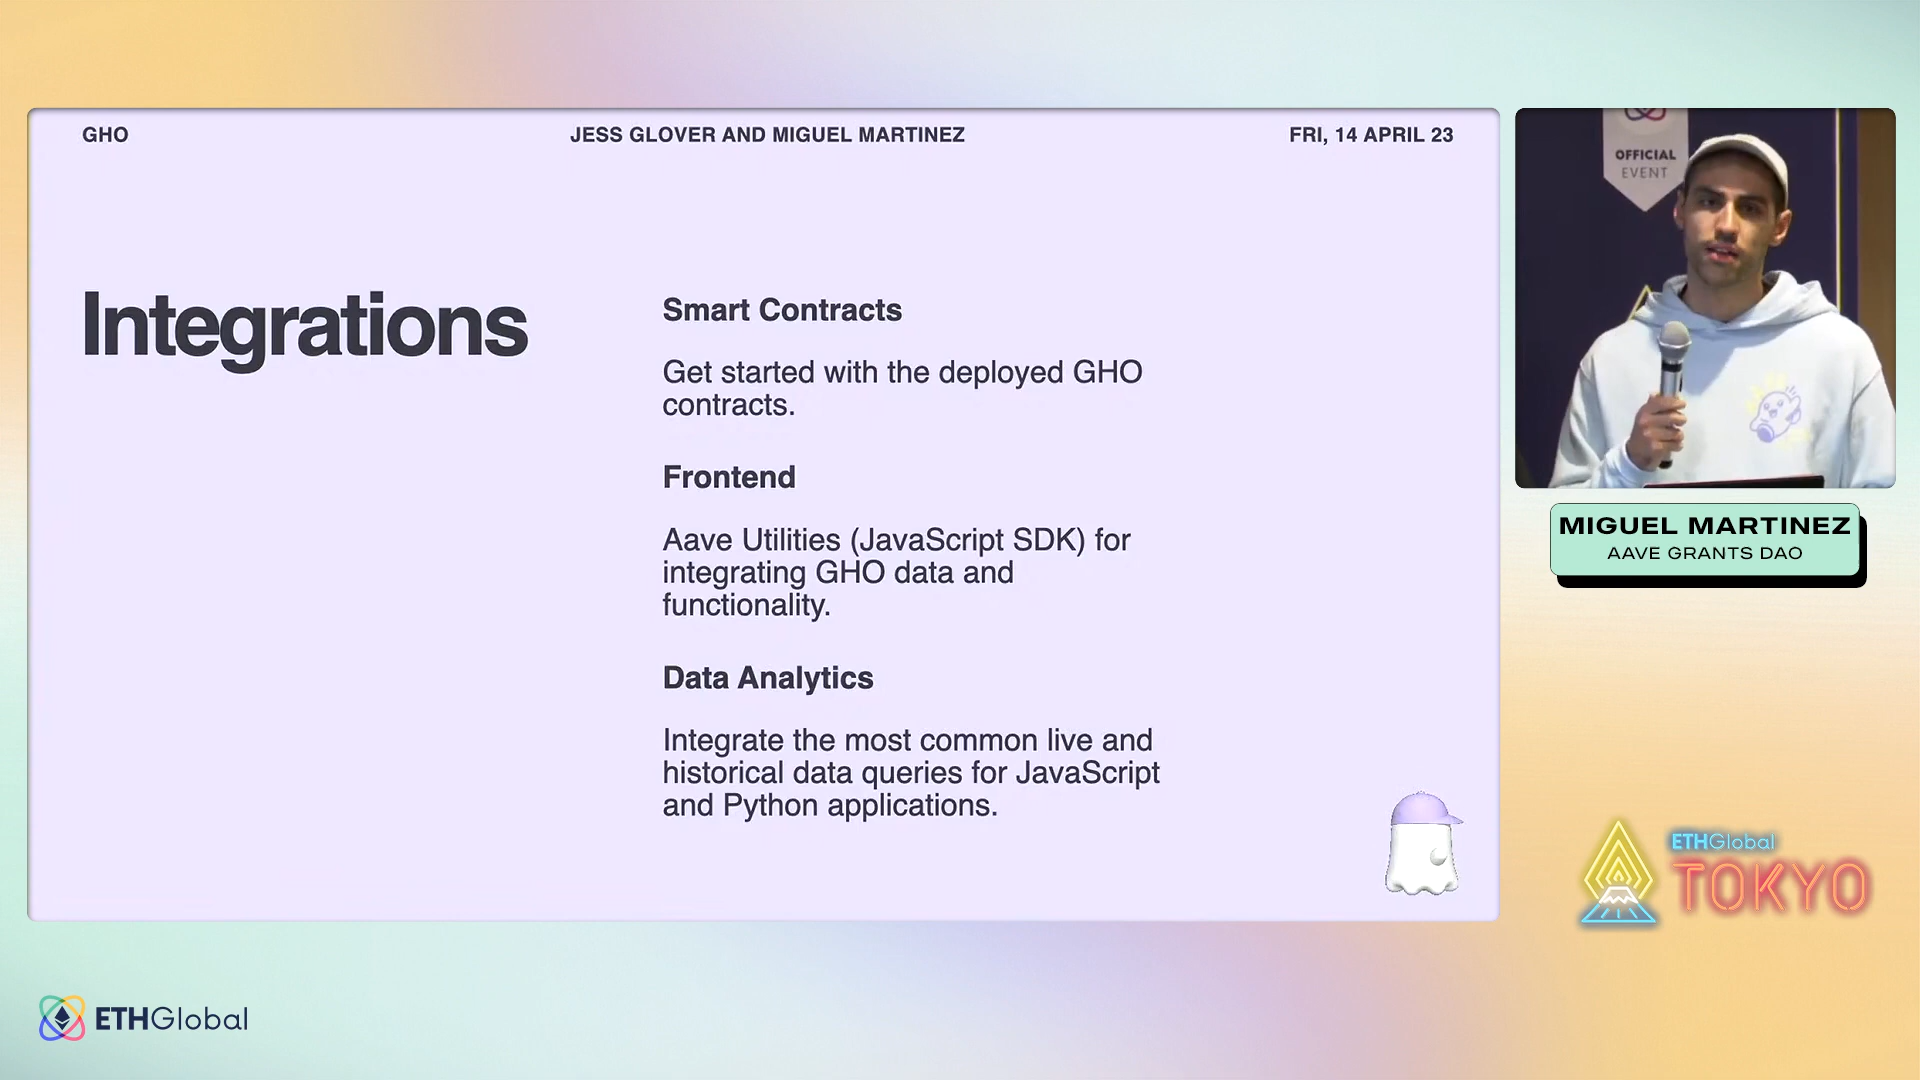 GHO
JESS GLOVER AND MIGUEL MARTINEZ
FRI, 14 APRIL 23
Integrations
Smart Contracts
Get started with the deployed GHO
contracts.
Frontend
Aave Utilities (JavaScript SDK) for
integrating GHO data and
functionality.
Data Analytics
Integrate the most common live and
historical data queries for JavaScript
and Python applications.
OFFICIAL
EVENT
MIGUEL MARTINEZ
AAVE GRANTS DAO
ETHGlobal
TOKYO
ETHGlobal